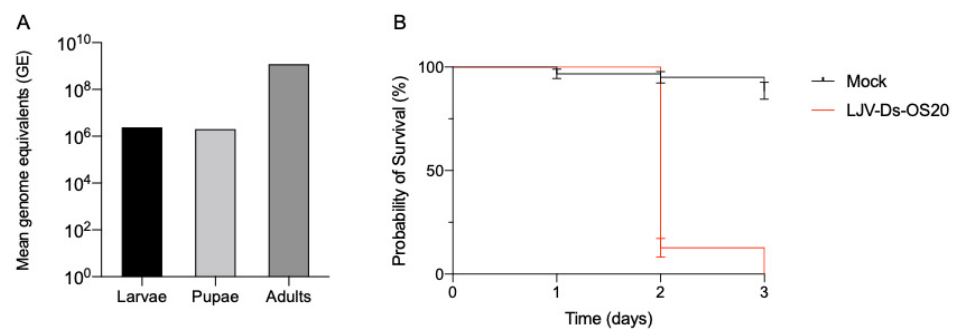 A
Mean genome equivalents (GE)
10^10
10^8
10^6
10^4
10^2
10^0
Larvae Pupae Adults
B
Probability of Survival (%)
100
50
0
0 1 2 3
Time (days)
Mock
LJV-Ds-OS20